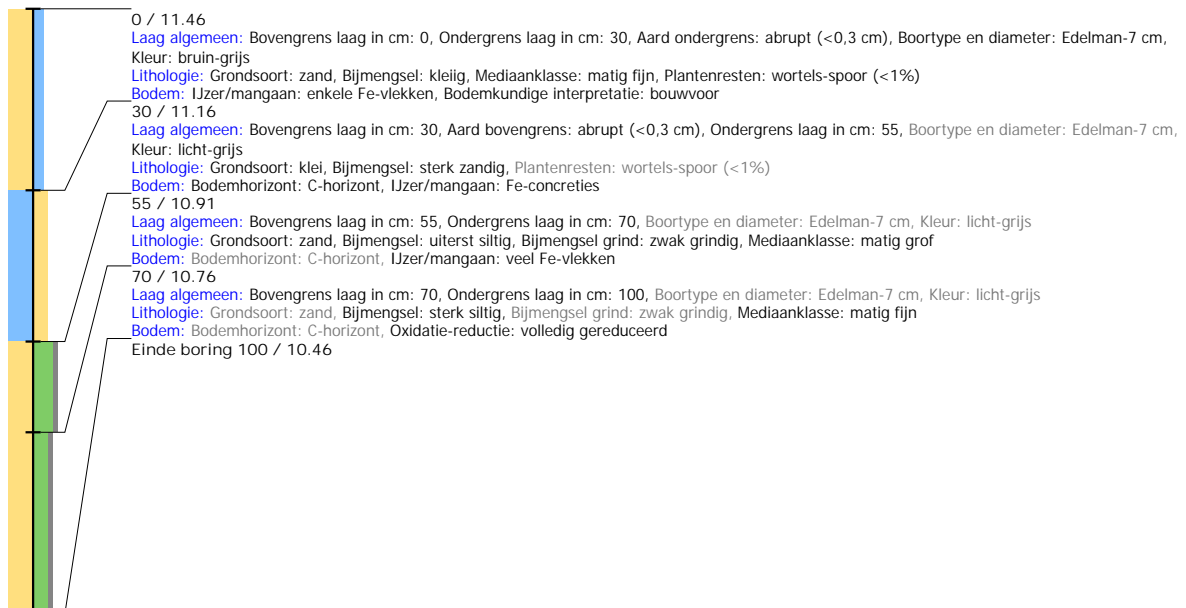 0 / 11.46
Laag algemeen: Bovengrens laag in cm: 0, Ondergrens laag in cm: 30, Aard ondergrens: abrupt (<0,3 cm), Boortype en diameter: Edelman-7 cm,
Kleur: bruin-grijs
Lithologie: Grondsoort: zand, Bijmengsel: kleiig, Mediaanklasse: matig fijn, Plantenresten: wortels-spoor (<1%)
Bodem: IJzer/mangaan: enkele Fe-vlekken, Bodemkundige interpretatie: bouwvoor
30 / 11.16
Laag algemeen: Bovengrens laag in cm: 30, Aard bovengrens: abrupt (<0,3 cm), Ondergrens laag in cm: 55, Boortype en diameter: Edelman-7 cm,
Kleur: licht-grijs
Lithologie: Grondsoort: klei, Bijmengsel: sterk zandig, Plantenresten: wortels-spoor (<1%)
Bodem: Bodemhorizont: C-horizont, IJzer/mangaan: Fe-concreties
55 / 10.91
Laag algemeen: Bovengrens laag in cm: 55, Ondergrens laag in cm: 70, Boortype en diameter: Edelman-7 cm, Kleur: licht-grijs
Lithologie: Grondsoort: zand, Bijmengsel: uiterst siltig, Bijmengsel grind: zwak grindig, Mediaanklasse: matig grof
Bodem: Bodemhorizont: C-horizont, IJzer/mangaan: veel Fe-vlekken
70 / 10.76
Laag algemeen: Bovengrens laag in cm: 70, Ondergrens laag in cm: 100, Boortype en diameter: Edelman-7 cm, Kleur: licht-grijs
Lithologie: Grondsoort: zand, Bijmengsel: sterk siltig, Bijmengsel grind: zwak grindig, Mediaanklasse: matig fijn
Bodem: Bodemhorizont: C-horizont, Oxidatie-reductie: volledig gereduceerd
Einde boring 100 / 10.46